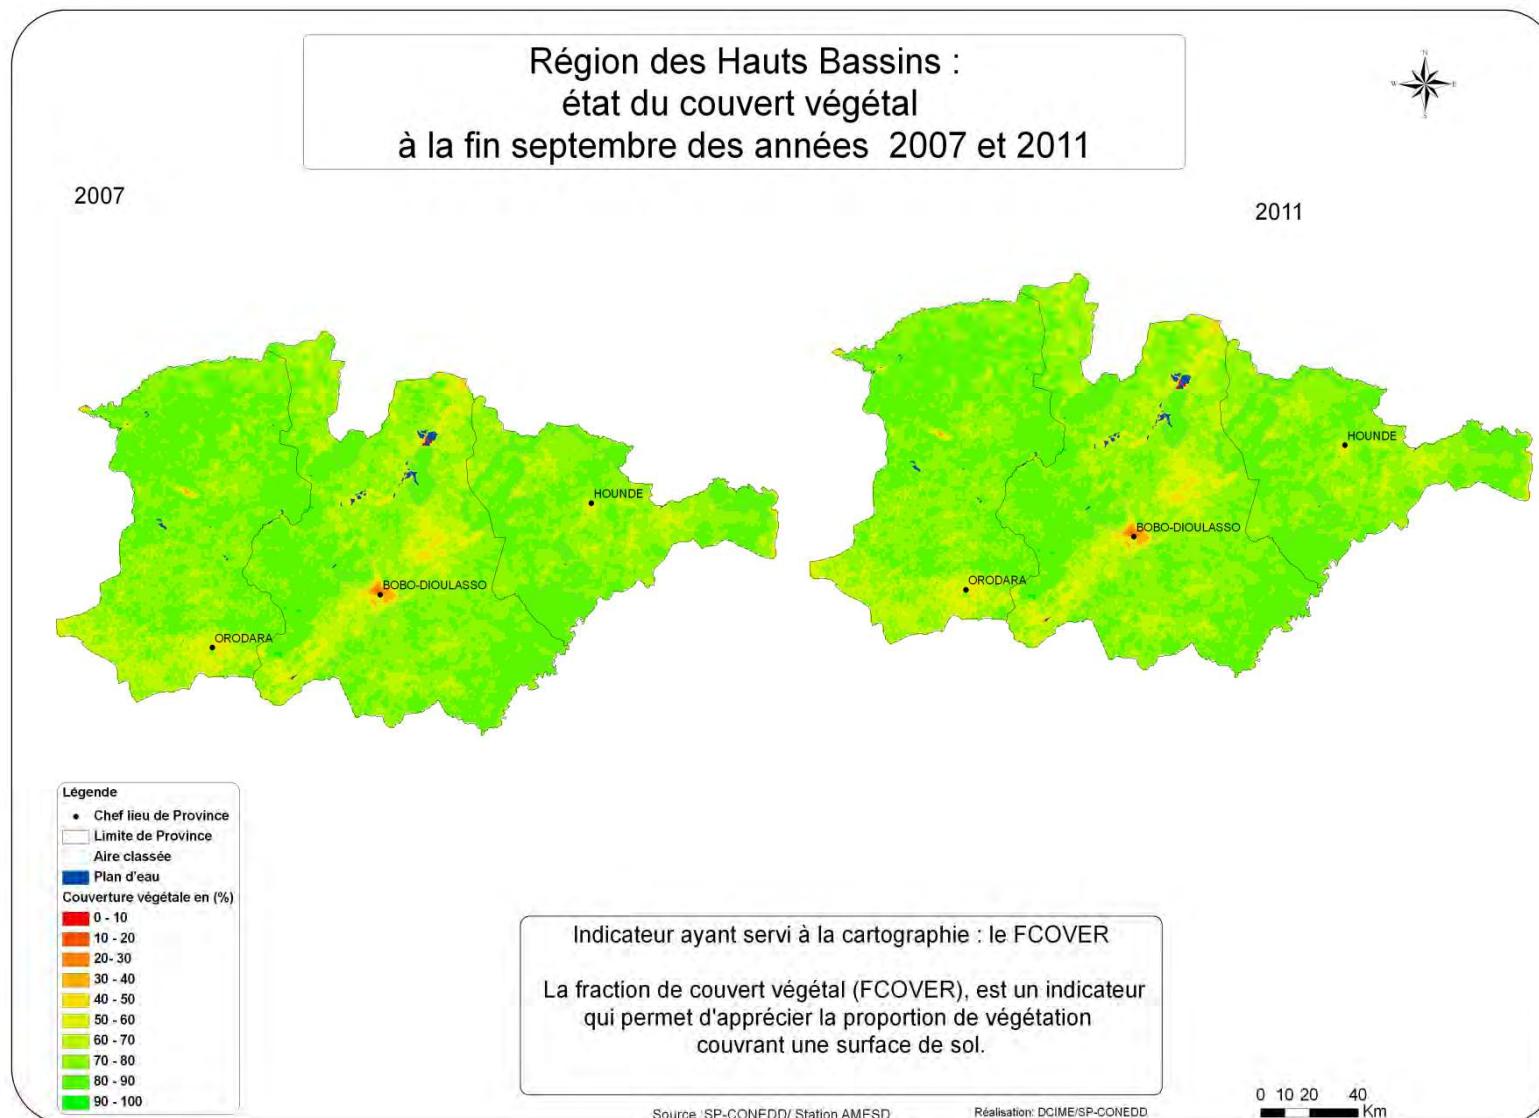 Région des Hauts Bassins :
état du couvert végétal
à la fin septembre des années 2007 et 2011
N
W
E
S
2007
2011
HOUNDE
BOBO-DIOULASSO
ORODARA
HOUNDE
BOBO-DIOULASSO
ORODARA
Légende
Chef lieu de Province
Limite de Province
Aire classée
Plan d'eau
Couverture végétale en (%)
0 - 10
10 - 20
20- 30
30 - 40
40 - 50
50 - 60
60 - 70
70 - 80
80 - 90
90 - 100
Indicateur ayant servi à la cartographie : le FCOVER
La fraction de couvert végétal (FCOVER), est un indicateur
qui permet d'apprécier la proportion de végétation
couvrant une surface de sol.
Source :SP-CONEDD/ Station AMESD
Réalisation: DCIME/SP-CONEDD
0 10 20 40
Km